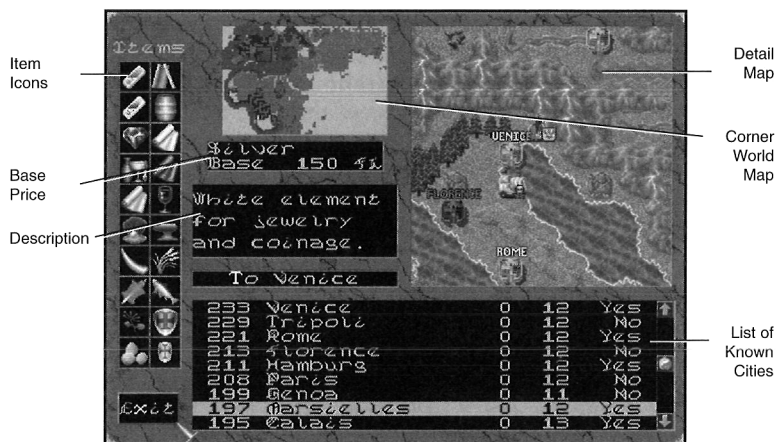 Item
Icons
Base
Price
Description
Items
Silver
Base 150 fl
White element
for jewelry
and coinage.
To Venice
VENICE
FLORENCE
ROME
233 Venice 0 12 Yes
229 Tripoli 0 12 No
221 Rome 0 12 Yes
213 Florence 0 12 No
211 Hamburg 0 12 Yes
208 Paris 0 12 No
199 Genoa 0 11 No
197 Marsielles 0 12 Yes
195 Calais 0 13 Yes
Exit
Detail
Map
Corner
World
Map
List of
Known
Cities